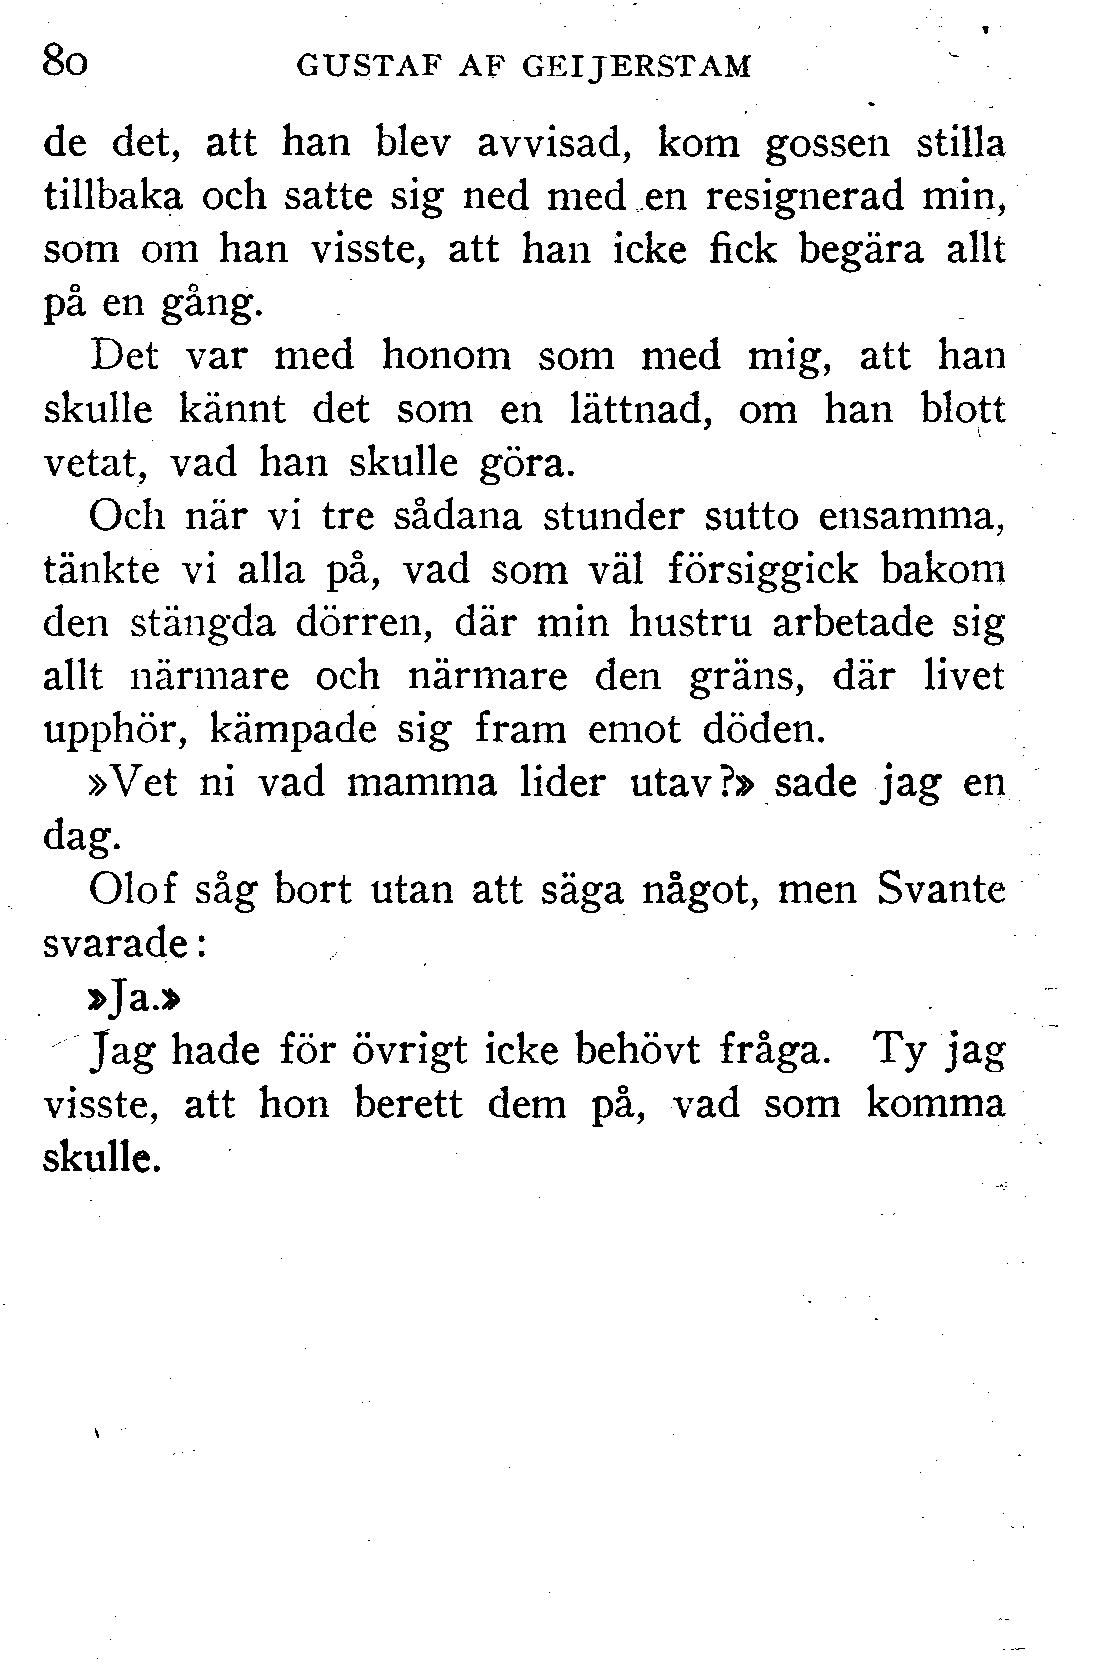 80 GUSTAF AF GEIJERSTAM
de det, att han blev avvisad, kom gossen stilla
tillbaka och satte sig ned med en resignerad min,
som om han visste, att han icke fick begära allt
på en gång.
Det var med honom som med mig, att han
skulle kännt det som en lättnad, om han blott
vetat, vad han skulle göra.
Och när vi tre sådana stunder sutto ensamma,
tänkte vi alla på, vad som väl försiggick bakom
den stängda dörren, där min hustru arbetade sig
allt närmare och närmare den gräns, där livet
upphör, kämpade sig fram emot döden.
»Vet ni vad mamma lider utav?» sade jag en
dag.
Olof såg bort utan att säga något, men Svante
svarade:
»Ja.»
Jag hade för övrigt icke behövt fråga. Ty jag
visste, att hon berett dem på, vad som komma
skulle.